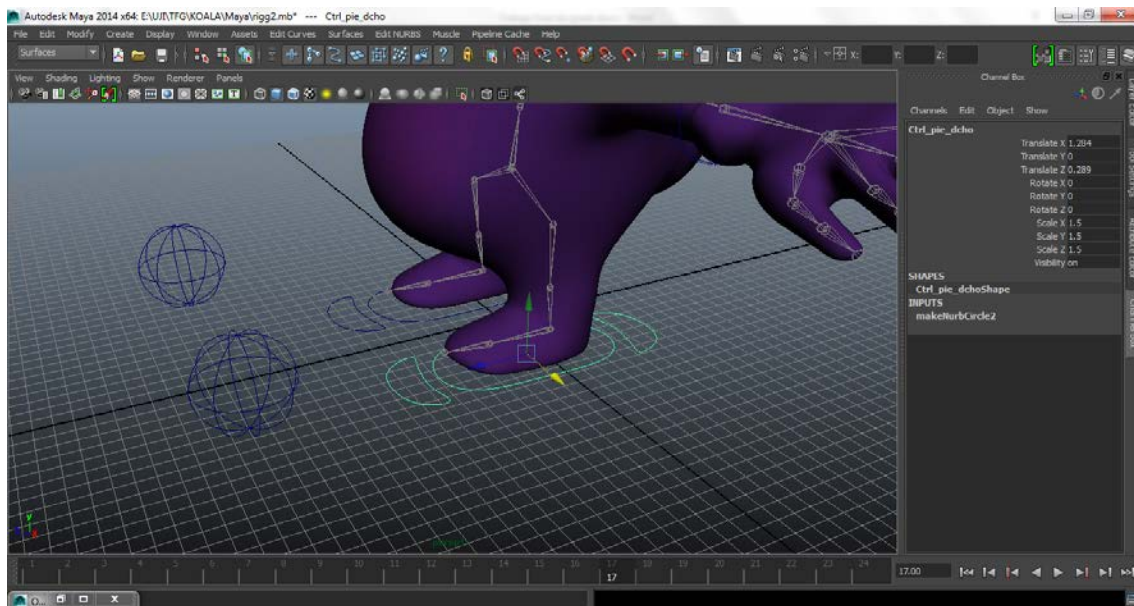 Autodesk Maya 2014 x64: E:\UJI\TFG\KOALA\Maya\rigg2.mb* --- Ctrl_pie_dcho
File Edit Modify Create Display Window Assets Edit Curves Surfaces Edit NURBS Muscle Pipeline Cache Help
Surfaces X: Y: Z:
View Shading Lighting Show Renderer Panels
Channel Box
Channels Edit Object Show
Ctrl_pie_dcho
Translate X 1.284
Translate Y 0
Translate Z 0.289
Rotate X 0
Rotate Y 0
Rotate Z 0
Scale X 1.5
Scale Y 1.5
Scale Z 1.5
Visibility on
SHAPES
Ctrl_pie_dchoShape
INPUTS
makeNurbCircle2
1 2 3 4 5 6 7 8 9 10 11 12 13 14 15 16 17 18 19 20 21 22 23 24
17
17.00